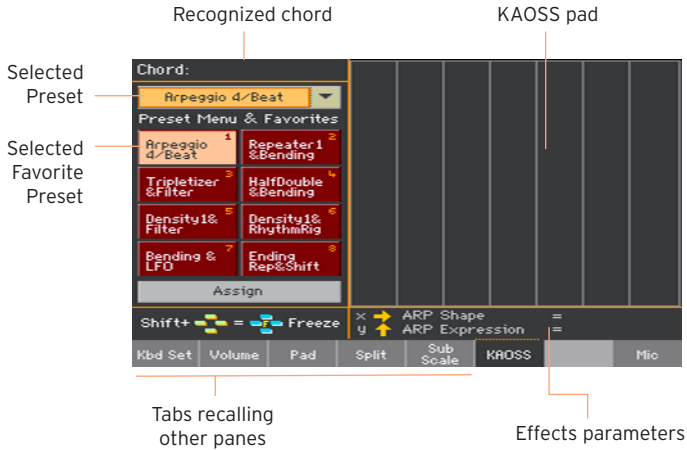 Recognized chord
KAOSS pad
Selected
Preset
Selected
Favorite
Preset
Chord:
Arpeggio 4/Beat
Preset Menu & Favorites
Arpeggio 1
4/Beat
Repeater1 2
&Bending
Tripletizer 3
&Filter
HalfDouble 4
&Bending
Density1& 5
Filter
Density1& 6
RhythmRig
Bending & 7
LFO
Ending 8
Rep&Shift
Assign
Shift+ = F Freeze
x ARP Shape =
y ARP Expression =
Kbd Set
Volume
Pad
Split
Sub
Scale
KAOSS
Mic
Tabs recalling
other panes
Effects parameters